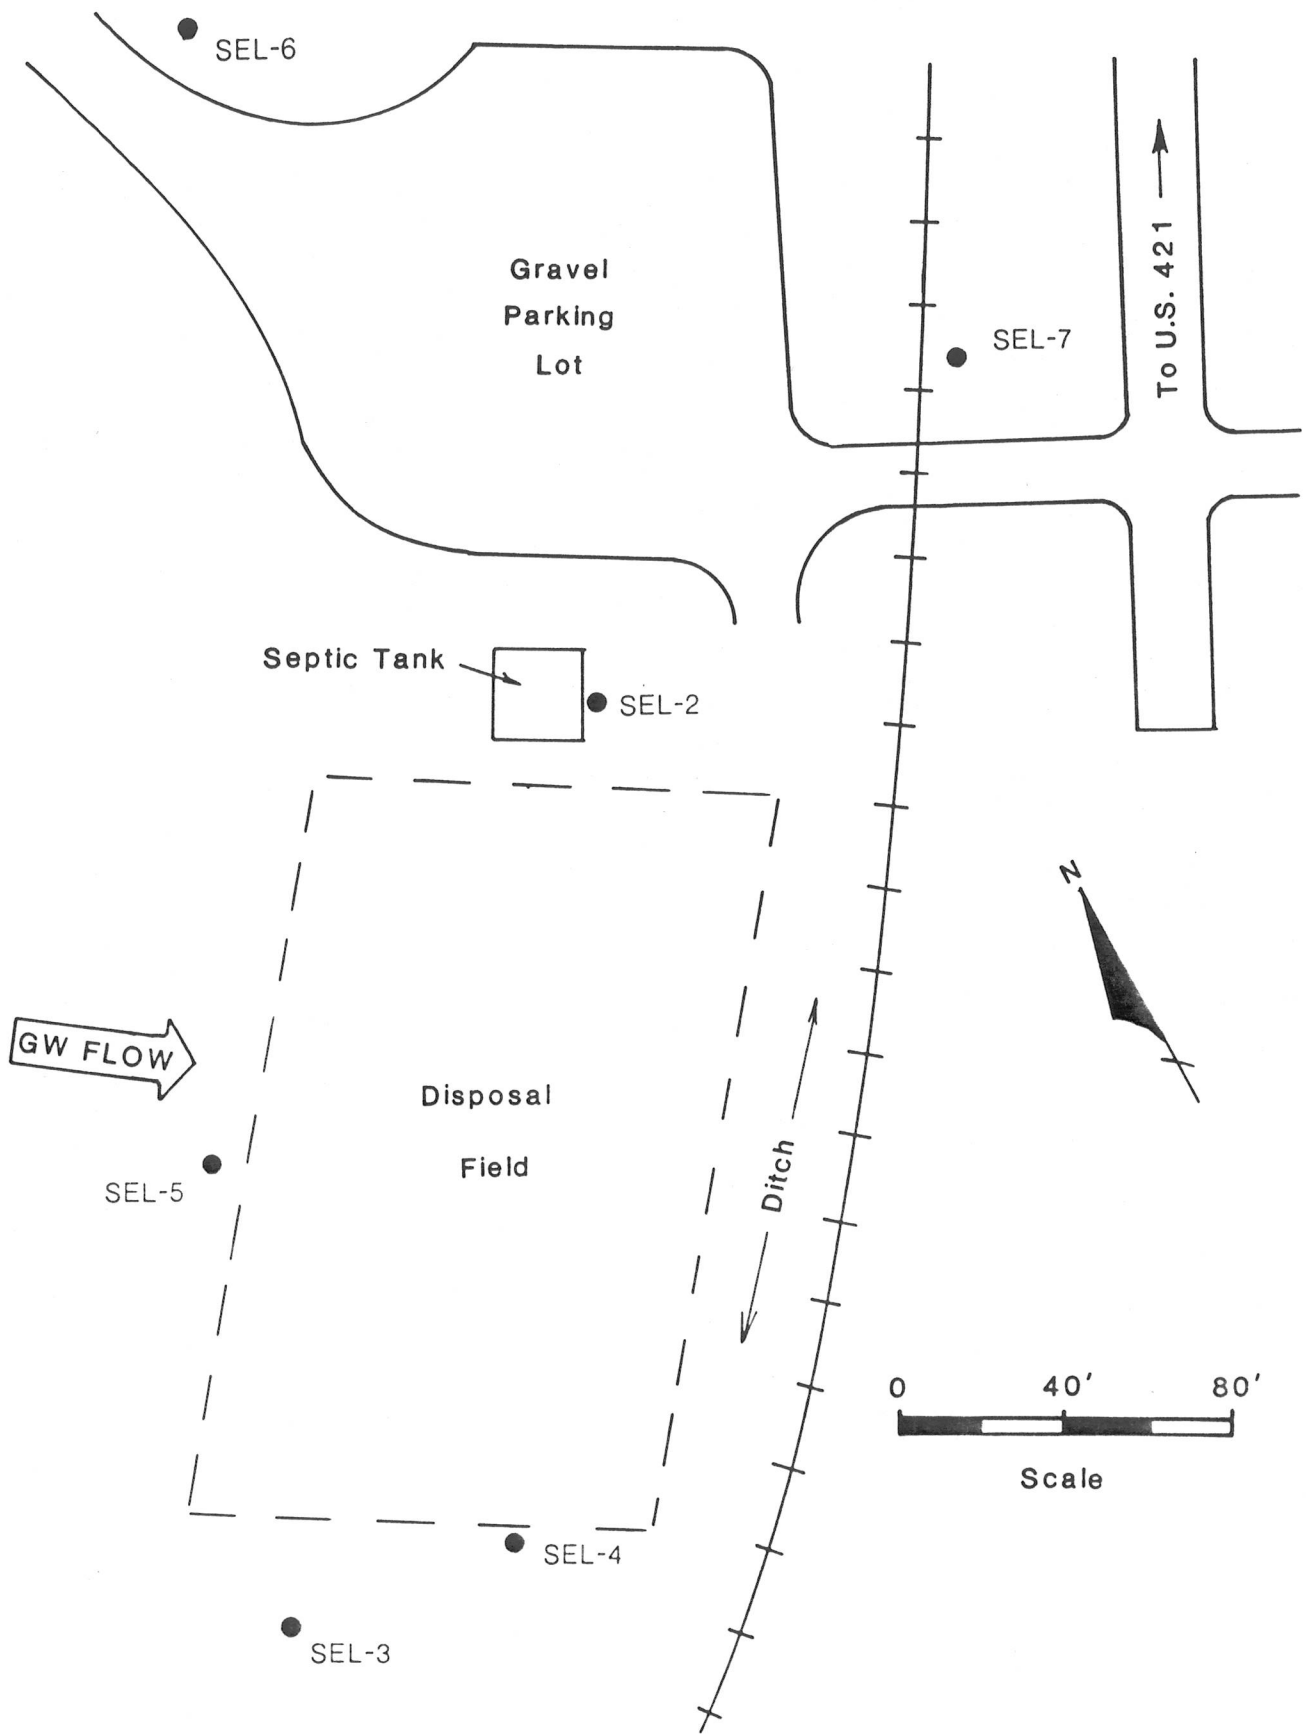 SEL-6
Gravel
Parking
Lot
To U.S. 421
SEL-7
Septic Tank
SEL-2
N
GW FLOW
Disposal
Field
Ditch
SEL-5
0 40' 80'
Scale
SEL-4
SEL-3